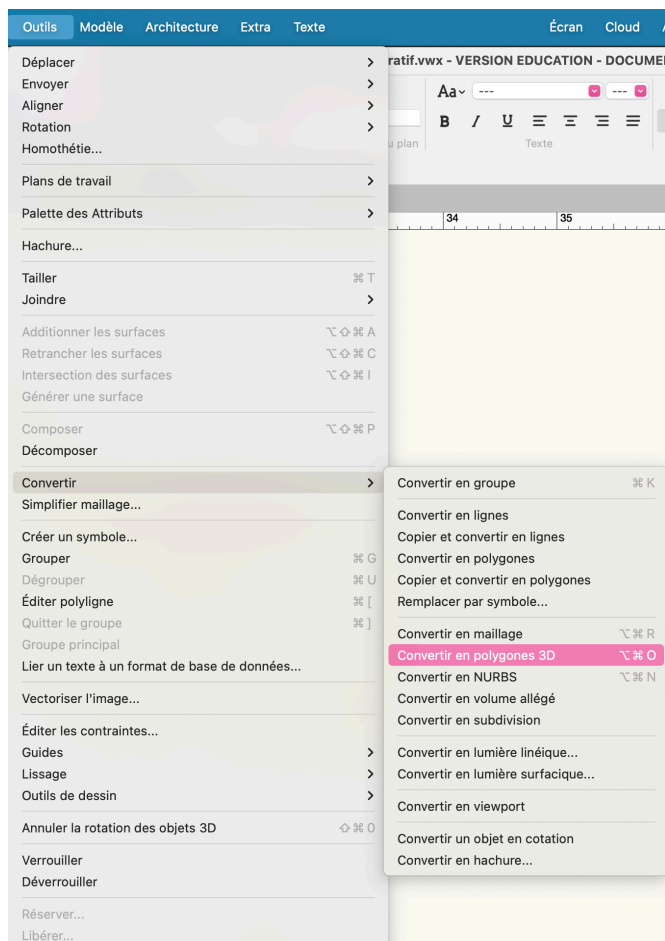 Outils Modèle Architecture Extra Texte Écran Cloud
ratif.vwx - VERSION EDUCATION - DOCUME
Aa --- ---
B I U
u plan Texte
34 35
Déplacer
Envoyer
Aligner
Rotation
Homothétie...
Plans de travail
Palette des Attributs
Hachure...
Tailler ⌘ T
Joindre
Additionner les surfaces ⌥⇧⌘ A
Retrancher les surfaces ⌥⇧⌘ C
Intersection des surfaces ⌥⇧⌘ I
Générer une surface
Composer ⌥⇧⌘ P
Décomposer
Convertir
Simplifier maillage...
Créer un symbole...
Grouper ⌘ G
Dégrouper ⌘ U
Éditer polyligne ⌘ [
Quitter le groupe ⌘ ]
Groupe principal
Lier un texte à un format de base de données...
Vectoriser l'image...
Éditer les contraintes...
Guides
Lissage
Outils de dessin
Annuler la rotation des objets 3D ⇧⌘ 0
Verrouiller
Déverrouiller
Réserver...
Libérer...
Convertir en groupe ⌘ K
Convertir en lignes
Copier et convertir en lignes
Convertir en polygones
Copier et convertir en polygones
Remplacer par symbole...
Convertir en maillage ⌥⌘ R
Convertir en polygones 3D ⌥⌘ O
Convertir en NURBS ⌥⌘ N
Convertir en volume allégé
Convertir en subdivision
Convertir en lumière linéique...
Convertir en lumière surfacique...
Convertir en viewport
Convertir un objet en cotation
Convertir en hachure...